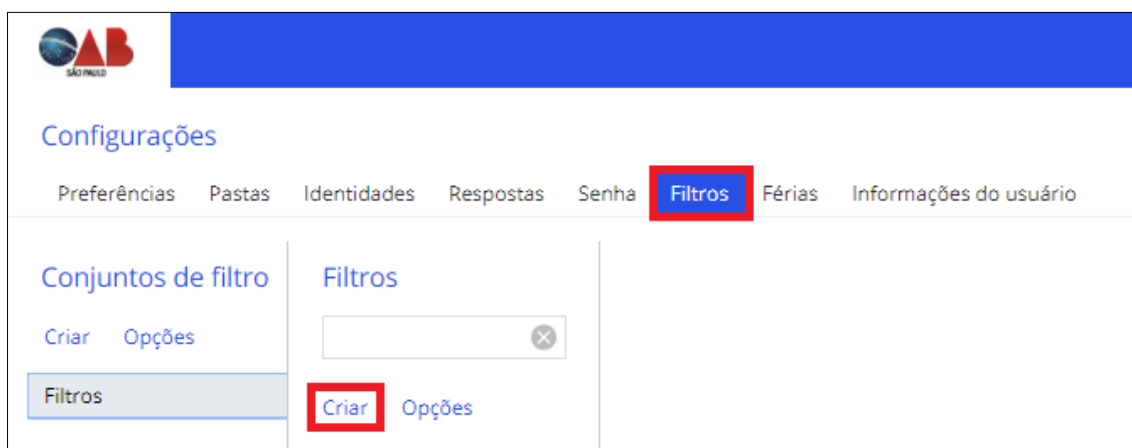 OAB
SÃO PAULO
Configurações
Preferências Pastas Identidades Respostas Senha Filtros Férias Informações do usuário
Conjuntos de filtro
Criar Opções
Filtros
Filtros
Criar Opções